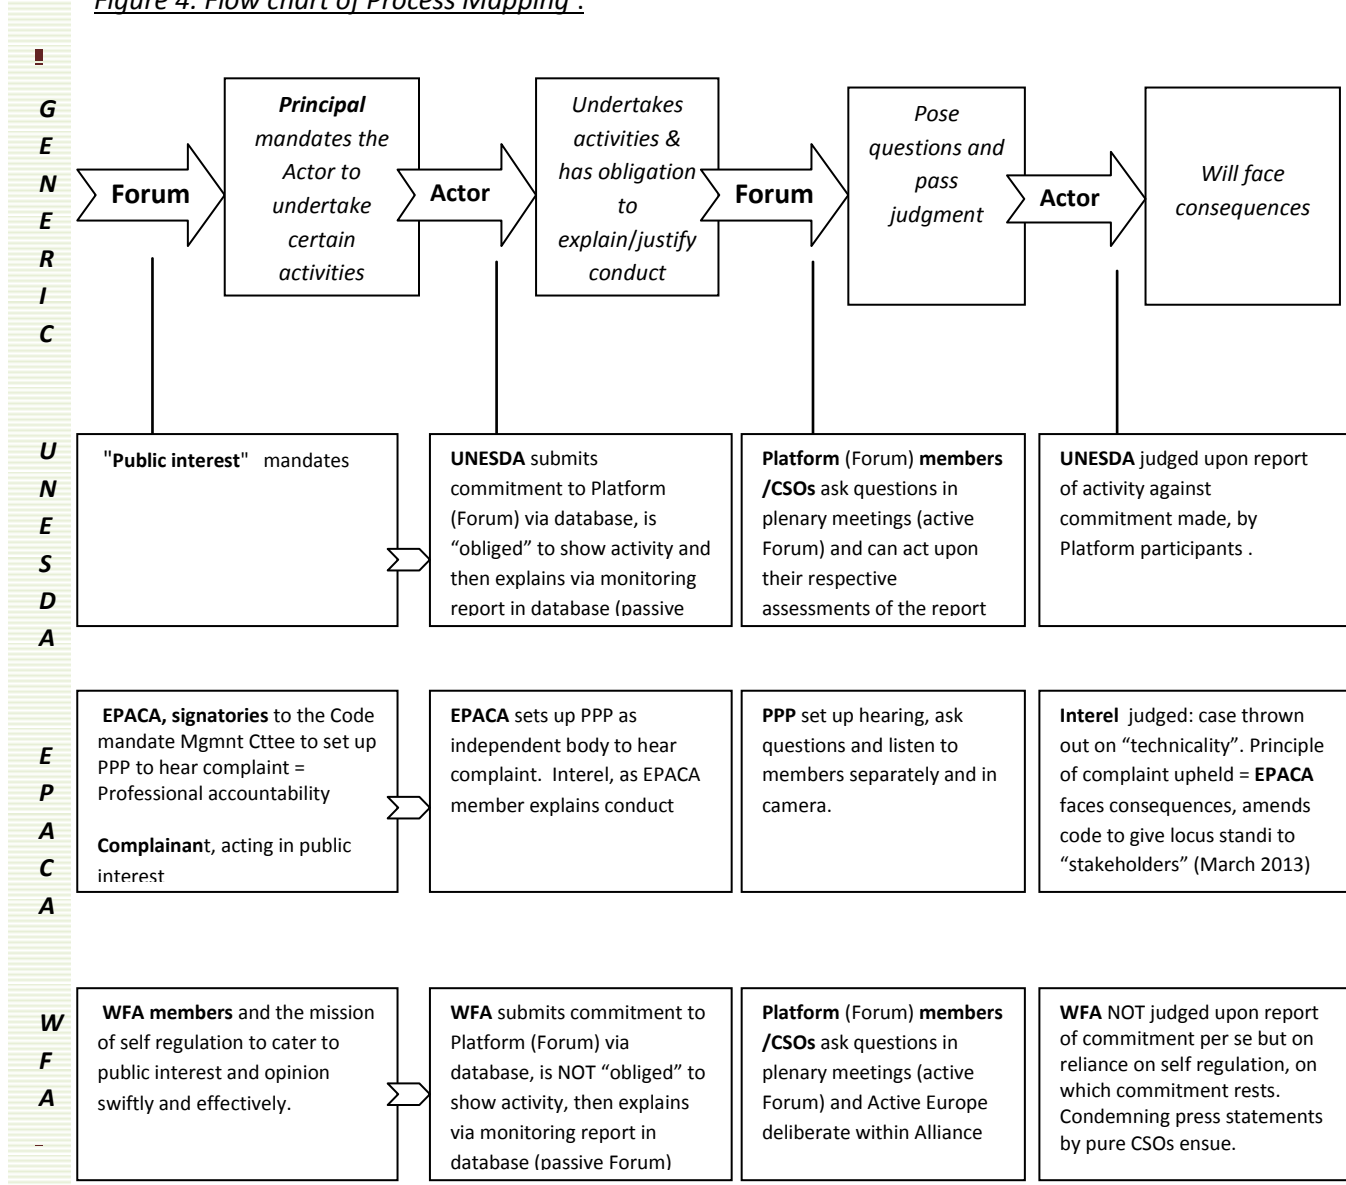 Figure 4: Flow chart of Process Mapping .
G
E
N
E
R
I
C
Forum
Principal
mandates the
Actor to
undertake
certain
activities
Actor
Undertakes
activities &
has obligation
to
explain/justify
conduct
Forum
Pose
questions and
pass
judgment
Actor
Will face
consequences
U
N
E
S
D
A
"Public interest" mandates
UNESDA submits
commitment to Platform
(Forum) via database, is
“obliged” to show activity and
then explains via monitoring
report in database (passive
Platform (Forum) members
/CSOs ask questions in
plenary meetings (active
Forum) and can act upon
their respective
assessments of the report
UNESDA judged upon report
of activity against
commitment made, by
Platform participants .
E
P
A
C
A
EPACA, signatories to the Code
mandate Mgmnt Cttee to set up
PPP to hear complaint =
Professional accountability
Complainant, acting in public
interest
EPACA sets up PPP as
independent body to hear
complaint. Interel, as EPACA
member explains conduct
PPP set up hearing, ask
questions and listen to
members separately and in
camera.
Interel judged: case thrown
out on “technicality”. Principle
of complaint upheld = EPACA
faces consequences, amends
code to give locus standi to
“stakeholders” (March 2013)
W
F
A
WFA members and the mission
of self regulation to cater to
public interest and opinion
swiftly and effectively.
WFA submits commitment to
Platform (Forum) via
database, is NOT “obliged” to
show activity, then explains
via monitoring report in
database (passive Forum)
Platform (Forum) members
/CSOs ask questions in
plenary meetings (active
Forum) and Active Europe
deliberate within Alliance
WFA NOT judged upon report
of commitment per se but on
reliance on self regulation, on
which commitment rests.
Condemning press statements
by pure CSOs ensue.